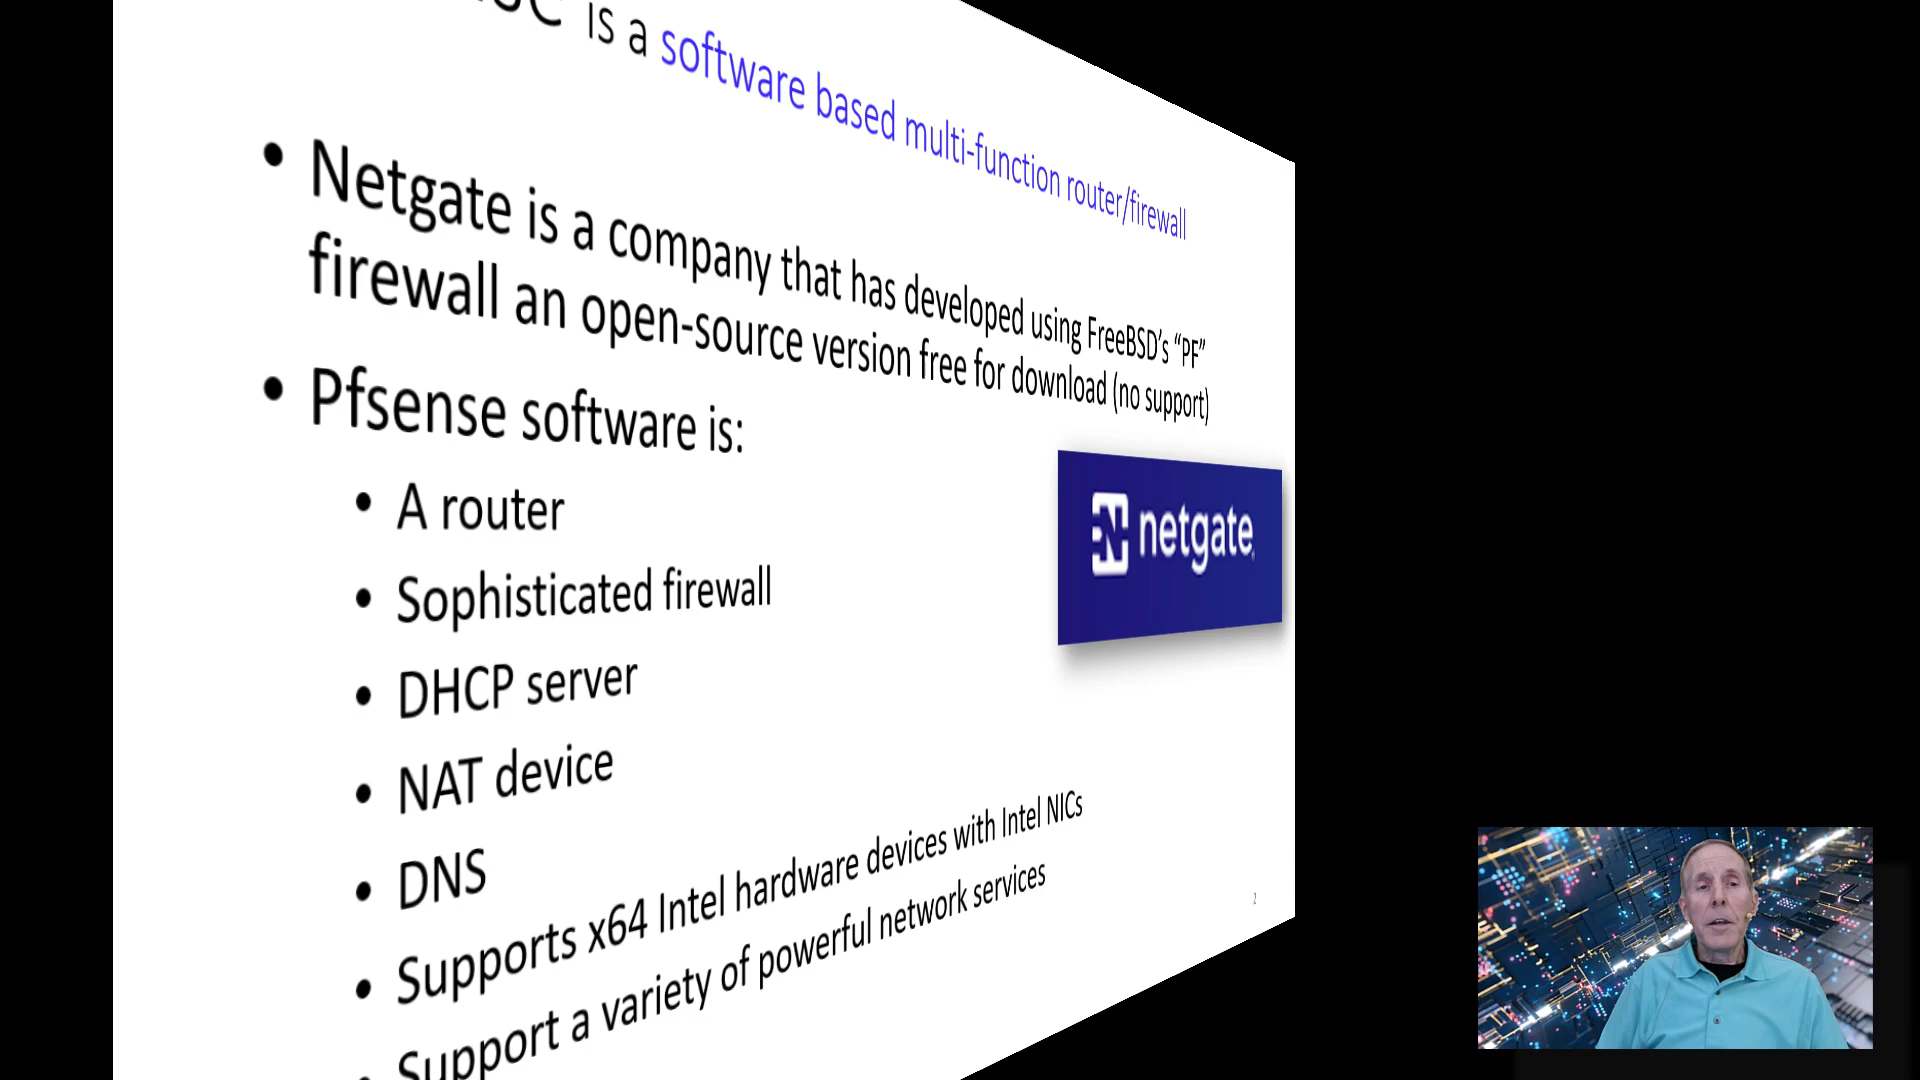 is a software based multi-function router/firewall
• Netgate is a company that has developed using FreeBSD's “PF”
firewall an open-source version free for download (no support)
• Pfsense software is:
• A router
• Sophisticated firewall
netgate
• DHCP server
• NAT device
• DNS
• Supports x64 Intel hardware devices with Intel NICs
• Support a variety of powerful network services
2